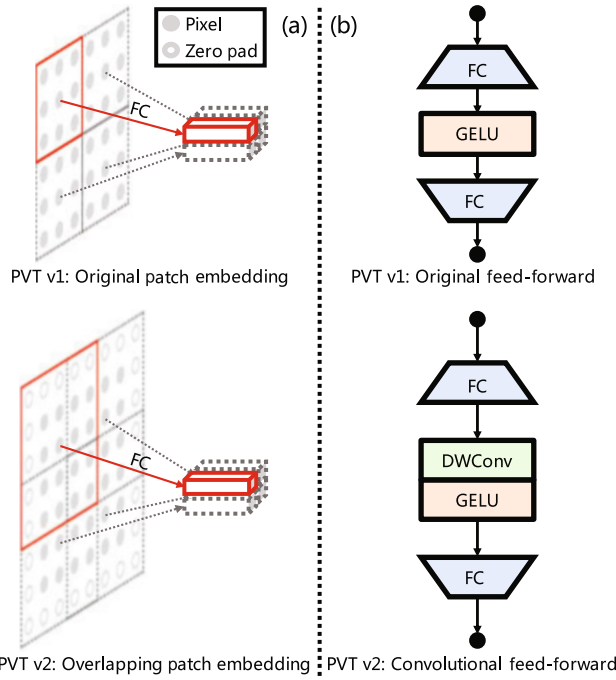 Pixel
Zero pad
(a)
FC
PVT v1: Original patch embedding
PVT v2: Overlapping patch embedding
FC
(b)
FC
GELU
FC
PVT v1: Original feed-forward
FC
DWConv
GELU
FC
PVT v2: Convolutional feed-forward